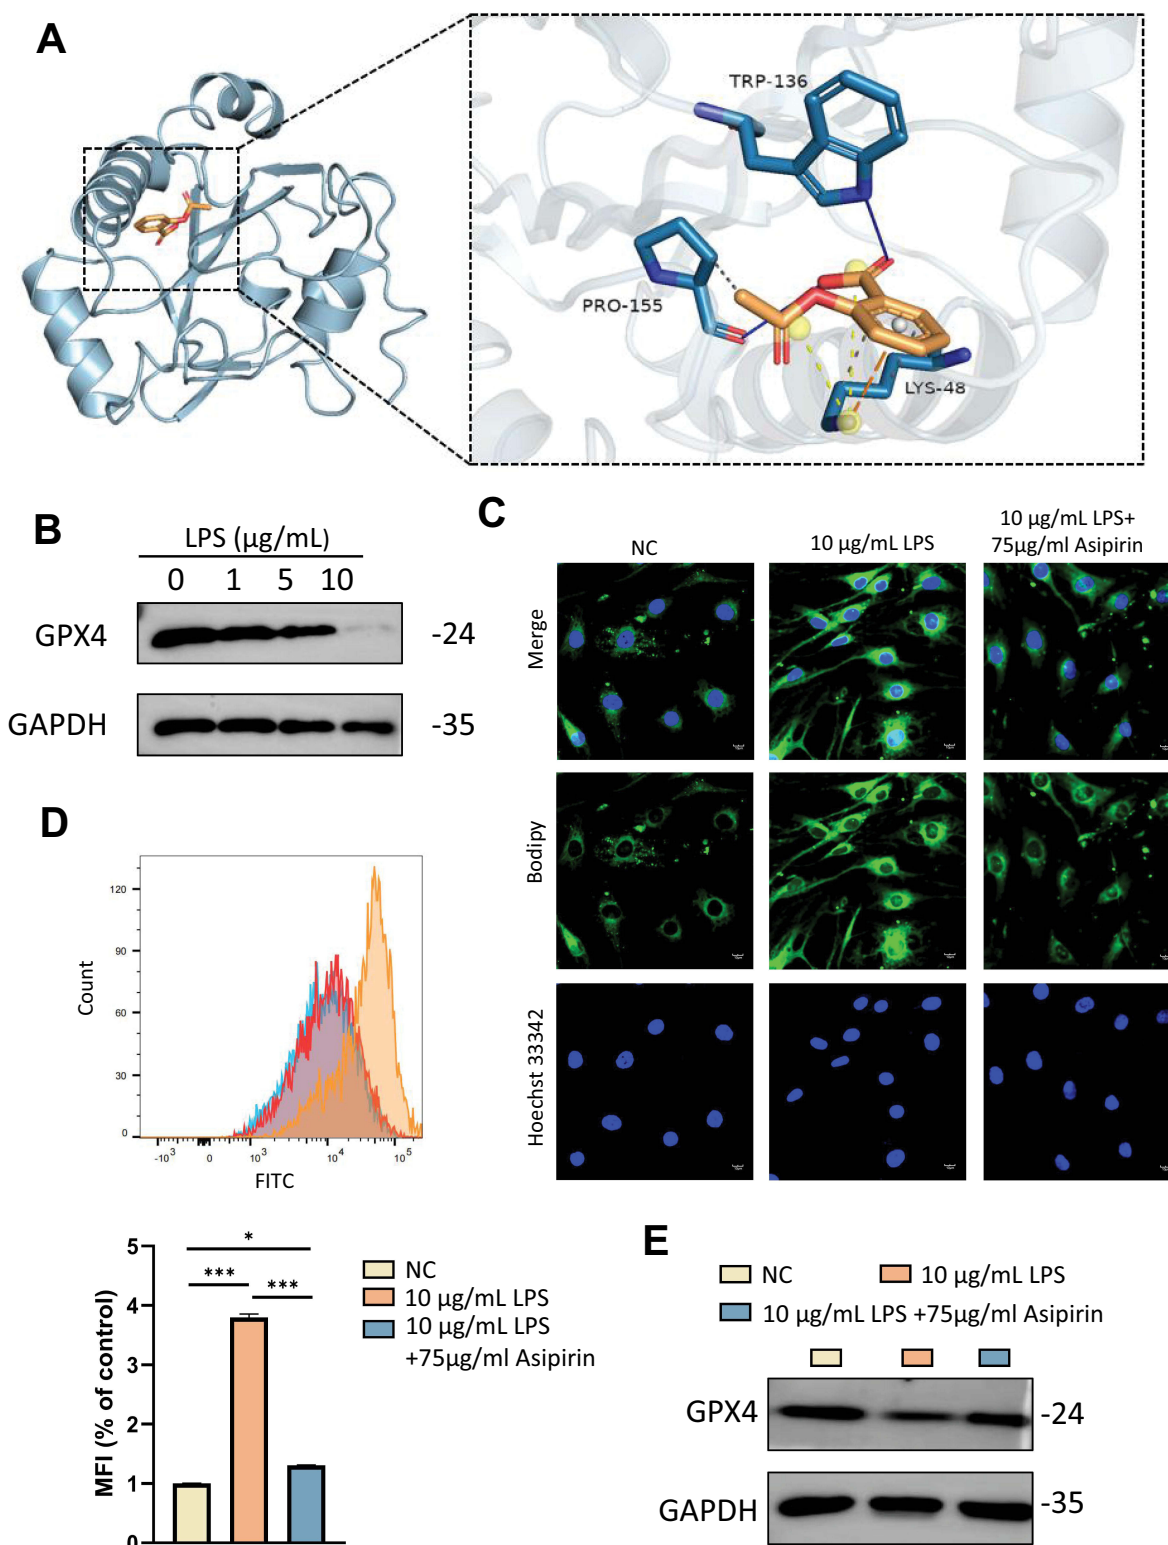 A
TRP-136
PRO-155
LYS-48
B
LPS (µg/mL)
0 1 5 10
GPX4 -24
GAPDH -35
C
NC
10 µg/mL LPS
10 µg/mL LPS+
75µg/ml Asipirin
Merge
Bodipy
Hoechst 33342
D
Count
120
90
60
30
0
-10³ 0 10³ 10⁴ 10⁵
FITC
MFI (% of control)
5
4
3
2
1
0
*
*** ***
NC
10 µg/mL LPS
10 µg/mL LPS
+75µg/ml Asipirin
E
NC 10 µg/mL LPS
10 µg/mL LPS +75µg/ml Asipirin
GPX4 -24
GAPDH -35